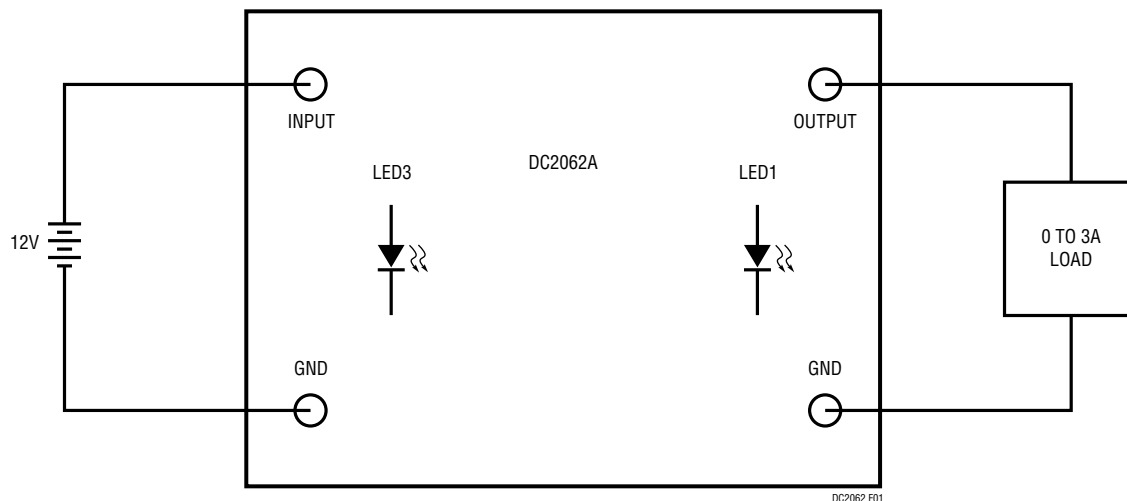 INPUT
OUTPUT
DC2062A
LED3
LED1
12V
0 TO 3A
LOAD
GND
GND
DC2062 F01